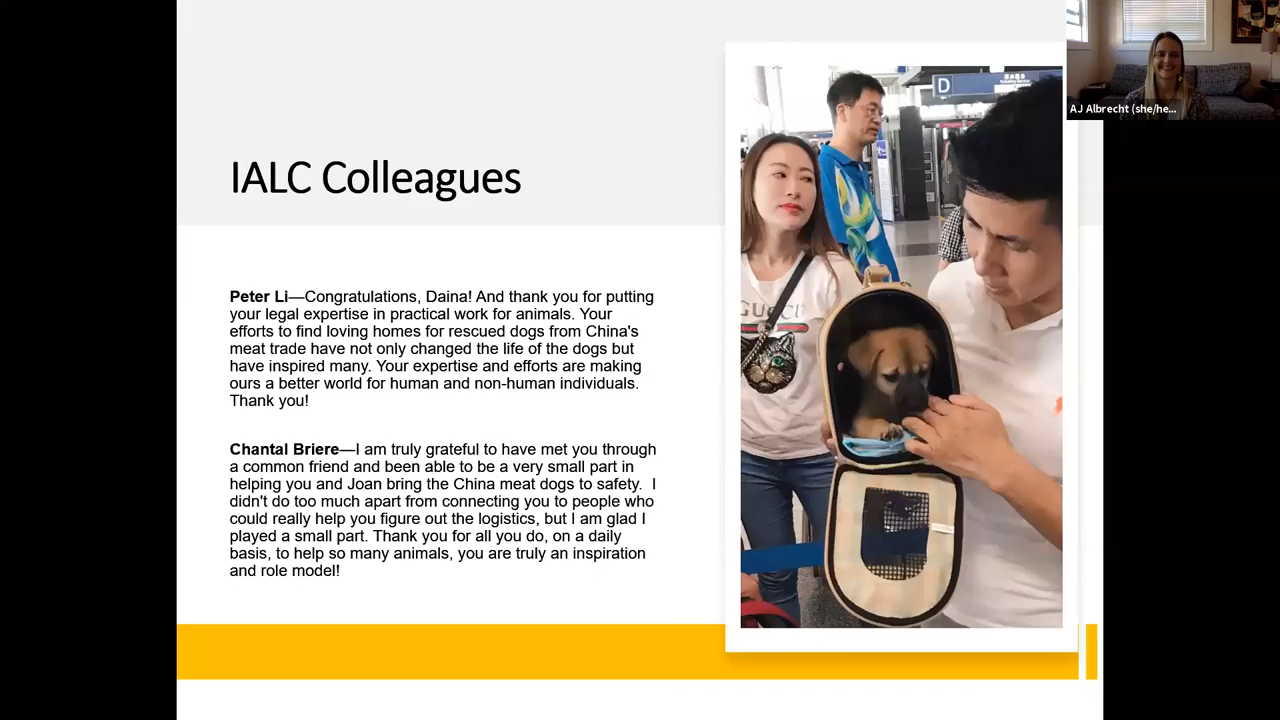 IALC Colleagues
Peter Li—Congratulations, Daina! And thank you for putting
your legal expertise in practical work for animals. Your
efforts to find loving homes for rescued dogs from China's
meat trade have not only changed the life of the dogs but
have inspired many. Your expertise and efforts are making
ours a better world for human and non-human individuals.
Thank you!
Chantal Briere—I am truly grateful to have met you through
a common friend and been able to be a very small part in
helping you and Joan bring the China meat dogs to safety.  I
didn't do too much apart from connecting you to people who
could really help you figure out the logistics, but I am glad I
played a small part. Thank you for all you do, on a daily
basis, to help so many animals, you are truly an inspiration
and role model!
D
GUCCI
AJ Albrecht (she/he...